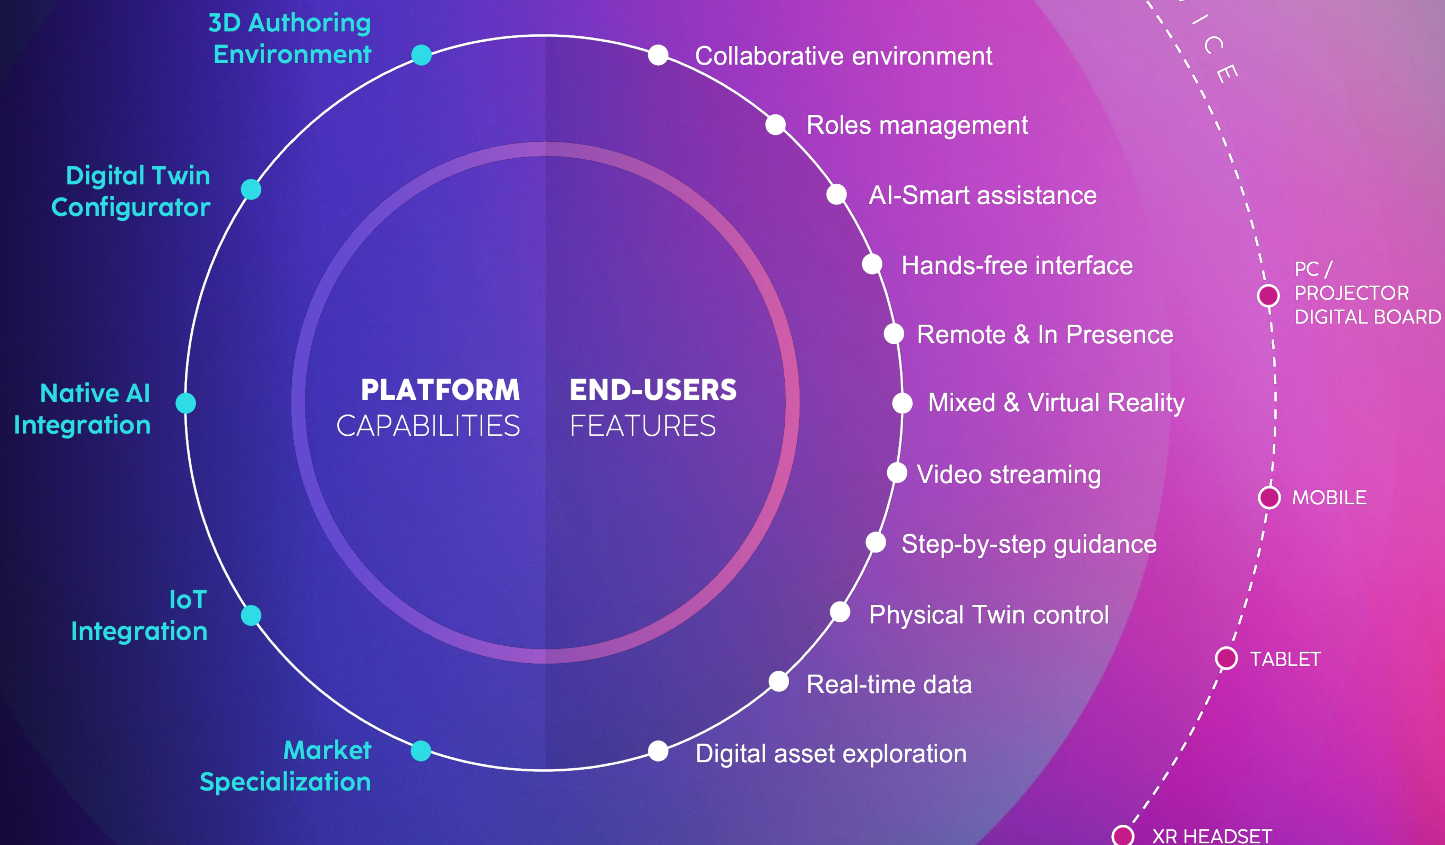 3D Authoring
Environment
Digital Twin
Configurator
Native AI
Integration
IoT
Integration
Market
Specialization
PLATFORM
CAPABILITIES
END-USERS
FEATURES
Collaborative environment
Roles management
AI-Smart assistance
Hands-free interface
Remote & In Presence
Mixed & Virtual Reality
Video streaming
Step-by-step guidance
Physical Twin control
Real-time data
Digital asset exploration
PC /
PROJECTOR
DIGITAL BOARD
MOBILE
TABLET
XR HEADSET